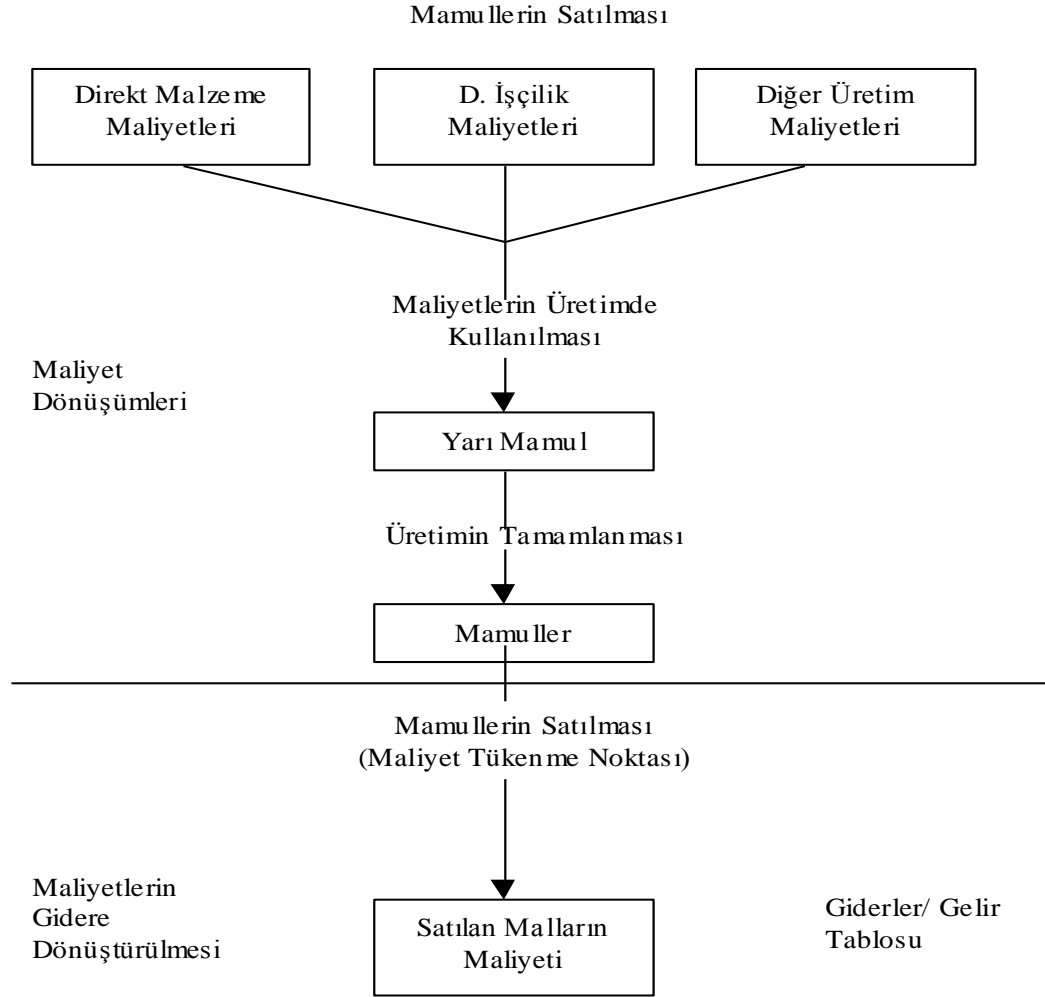 Mamullerin Satılması
Direkt Malzeme
Maliyetleri
D. İşçilik
Maliyetleri
Diğer Üretim
Maliyetleri
Maliyetlerin Üretimde
Kullanılması
Maliyet
Dönüşümleri
Yarı Mamul
Üretimin Tamamlanması
Mamuller
Mamullerin Satılması
(Maliyet Tükenme Noktası)
Maliyetlerin
Gidere
Dönüştürülmesi
Satılan Malların
Maliyeti
Giderler/ Gelir
Tablosu